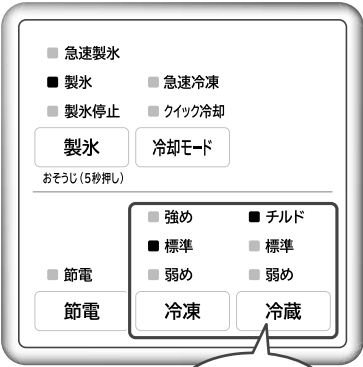 急速製氷
製氷 急速冷凍
製氷停止 クイック冷却
製氷 冷却モード
おそうじ(5秒押し)
強め チルド
標準 標準
節電 弱め 弱め
節電 冷凍 冷蔵